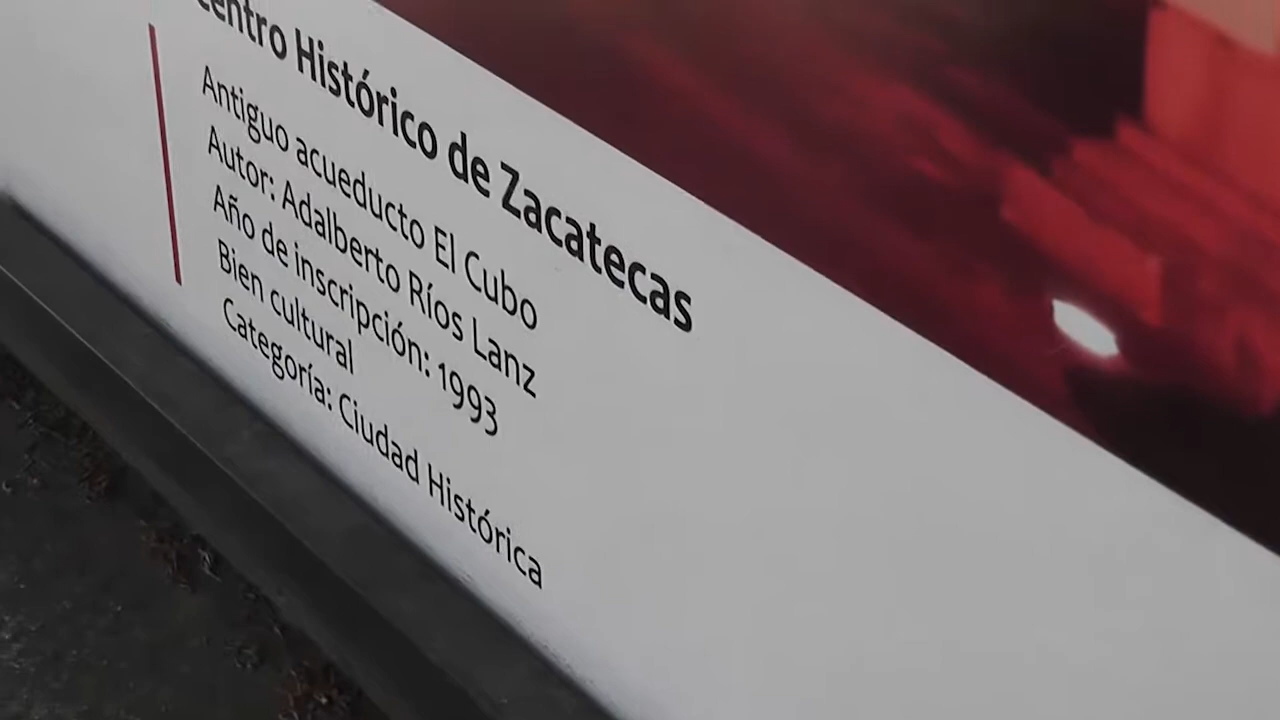 Centro Histórico de Zacatecas
Antiguo acueducto El Cubo
Autor: Adalberto Ríos Lanz
Año de inscripción: 1993
Bien cultural
Categoría: Ciudad Histórica